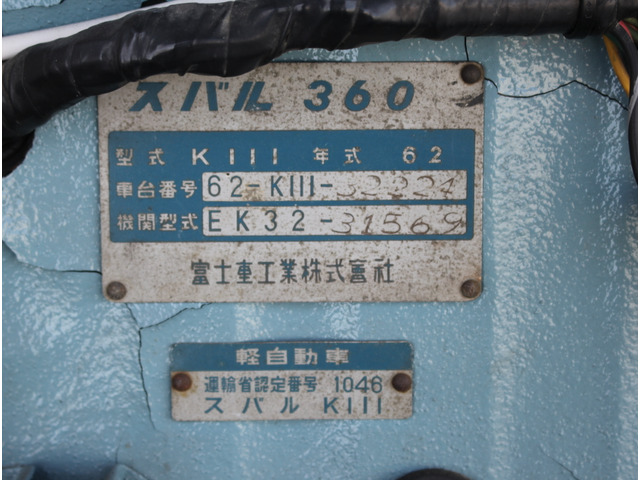 スバル 360
型式 K111 年式 62
車台番号 62-K111-32221
機関型式 EK32-31569
富士重工業株式會社
軽自動車
運輸省認定番号 1046
スバル K111